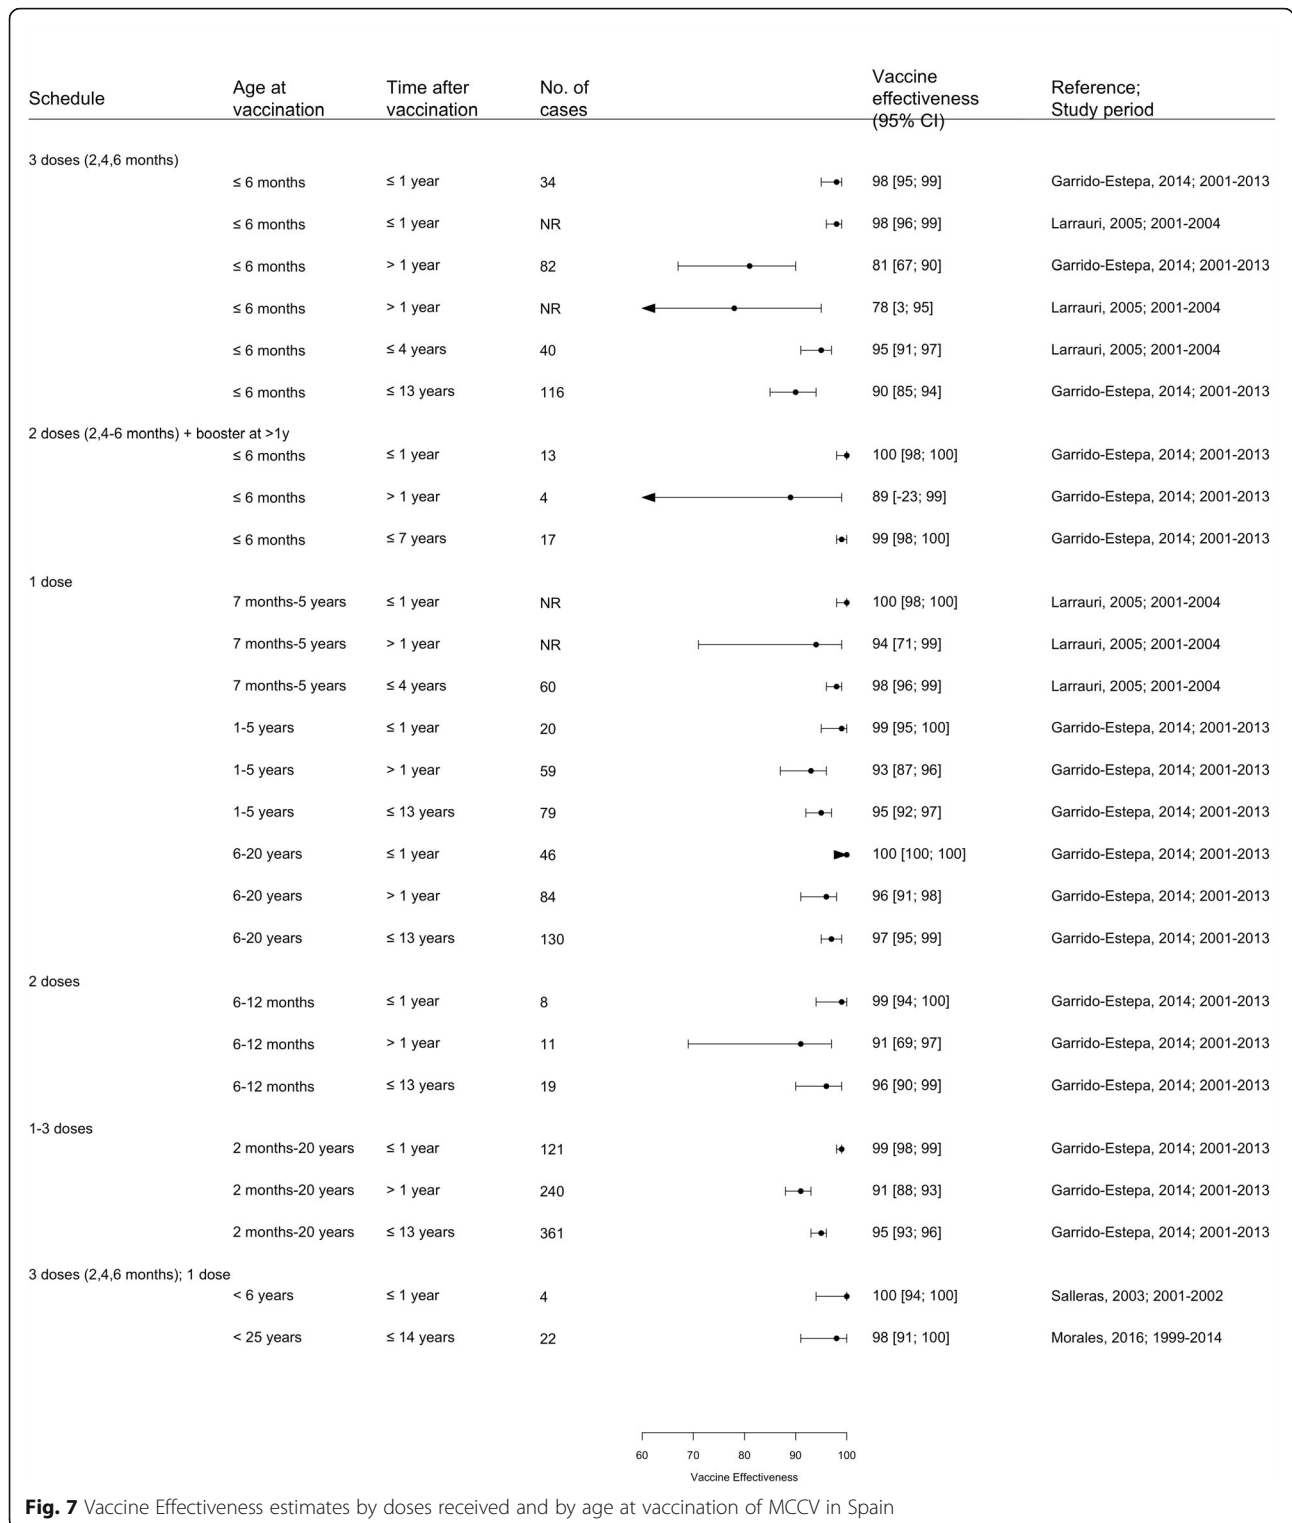 Schedule Age at vaccination Time after vaccination No. of cases Vaccine effectiveness (95% CI) Reference; Study period
3 doses (2,4,6 months)
≤ 6 months ≤ 1 year 34 98 [95; 99] Garrido-Estepa, 2014; 2001-2013
≤ 6 months ≤ 1 year NR 98 [96; 99] Larrauri, 2005; 2001-2004
≤ 6 months > 1 year 82 81 [67; 90] Garrido-Estepa, 2014; 2001-2013
≤ 6 months > 1 year NR 78 [3; 95] Larrauri, 2005; 2001-2004
≤ 6 months ≤ 4 years 40 95 [91; 97] Larrauri, 2005; 2001-2004
≤ 6 months ≤ 13 years 116 90 [85; 94] Garrido-Estepa, 2014; 2001-2013
2 doses (2,4-6 months) + booster at >1y
≤ 6 months ≤ 1 year 13 100 [98; 100] Garrido-Estepa, 2014; 2001-2013
≤ 6 months > 1 year 4 89 [-23; 99] Garrido-Estepa, 2014; 2001-2013
≤ 6 months ≤ 7 years 17 99 [98; 100] Garrido-Estepa, 2014; 2001-2013
1 dose
7 months-5 years ≤ 1 year NR 100 [98; 100] Larrauri, 2005; 2001-2004
7 months-5 years > 1 year NR 94 [71; 99] Larrauri, 2005; 2001-2004
7 months-5 years ≤ 4 years 60 98 [96; 99] Larrauri, 2005; 2001-2004
1-5 years ≤ 1 year 20 99 [95; 100] Garrido-Estepa, 2014; 2001-2013
1-5 years > 1 year 59 93 [87; 96] Garrido-Estepa, 2014; 2001-2013
1-5 years ≤ 13 years 79 95 [92; 97] Garrido-Estepa, 2014; 2001-2013
6-20 years ≤ 1 year 46 100 [100; 100] Garrido-Estepa, 2014; 2001-2013
6-20 years > 1 year 84 96 [91; 98] Garrido-Estepa, 2014; 2001-2013
6-20 years ≤ 13 years 130 97 [95; 99] Garrido-Estepa, 2014; 2001-2013
2 doses
6-12 months ≤ 1 year 8 99 [94; 100] Garrido-Estepa, 2014; 2001-2013
6-12 months > 1 year 11 91 [69; 97] Garrido-Estepa, 2014; 2001-2013
6-12 months ≤ 13 years 19 96 [90; 99] Garrido-Estepa, 2014; 2001-2013
1-3 doses
2 months-20 years ≤ 1 year 121 99 [98; 99] Garrido-Estepa, 2014; 2001-2013
2 months-20 years > 1 year 240 91 [88; 93] Garrido-Estepa, 2014; 2001-2013
2 months-20 years ≤ 13 years 361 95 [93; 96] Garrido-Estepa, 2014; 2001-2013
3 doses (2,4,6 months); 1 dose
< 6 years ≤ 1 year 4 100 [94; 100] Salleras, 2003; 2001-2002
< 25 years ≤ 14 years 22 98 [91; 100] Morales, 2016; 1999-2014
60 70 80 90 100
Vaccine Effectiveness
Fig. 7 Vaccine Effectiveness estimates by doses received and by age at vaccination of MCCV in Spain